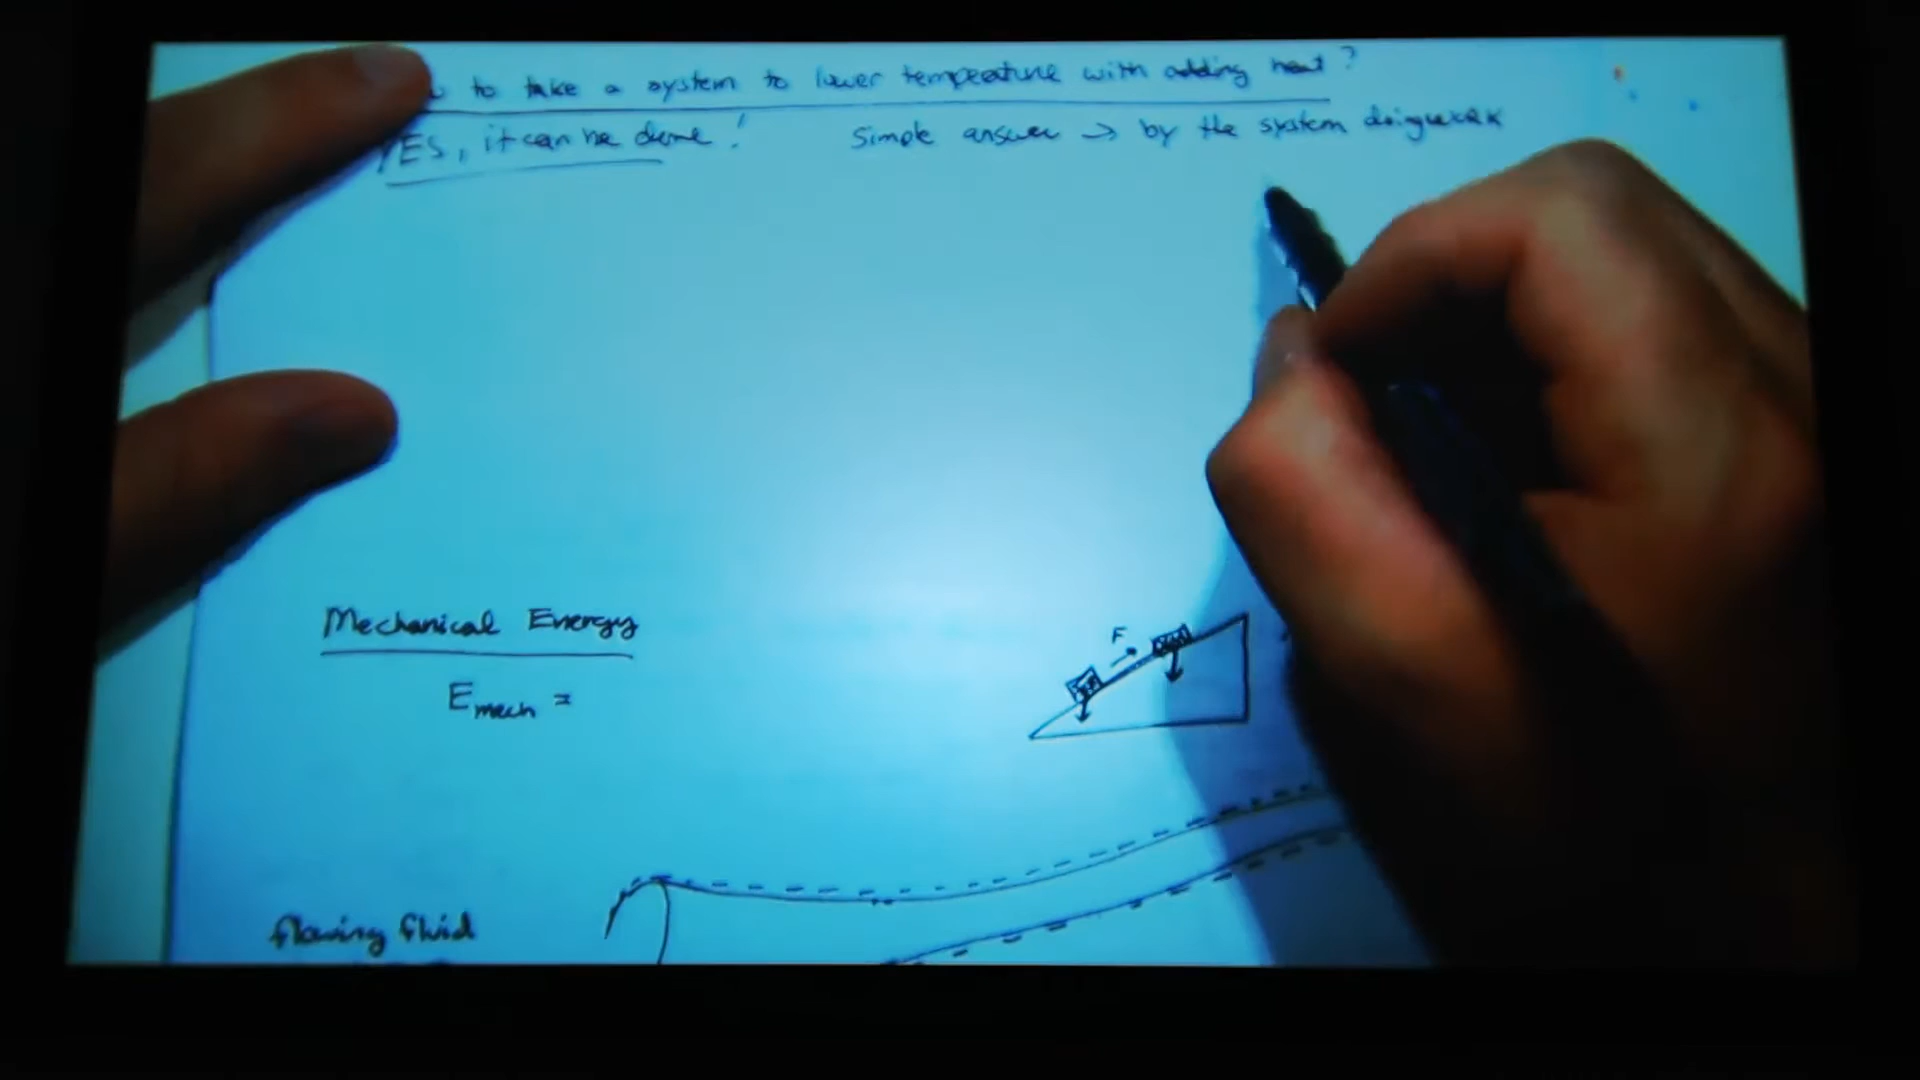 to take a system to lower temperature with adding heat?
YES, it can be done! Simple answer → by the system doing work
Mechanical Energy
E mech =
F
flowing fluid